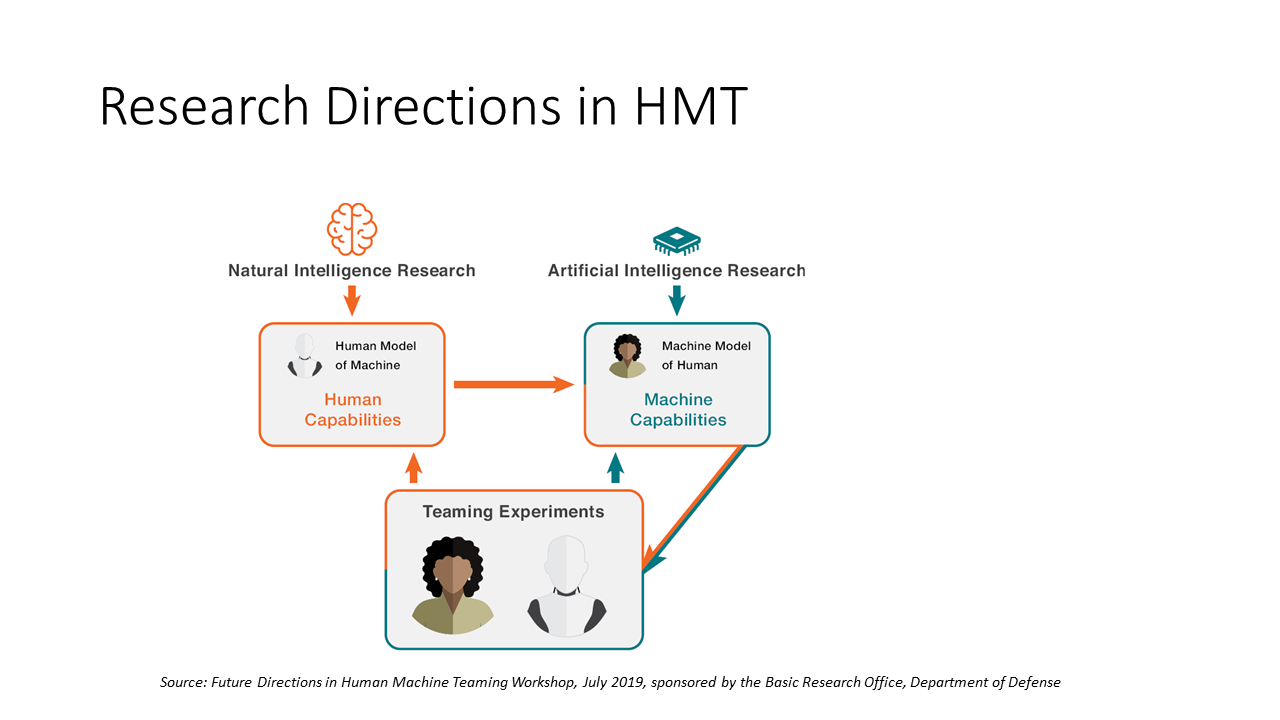 Research Directions in HMT
Natural Intelligence Research
Artificial Intelligence Research
Human Model
of Machine
Human
Capabilities
Machine Model
of Human
Machine
Capabilities
Teaming Experiments
Source: Future Directions in Human Machine Teaming Workshop, July 2019, sponsored by the Basic Research Office, Department of Defense